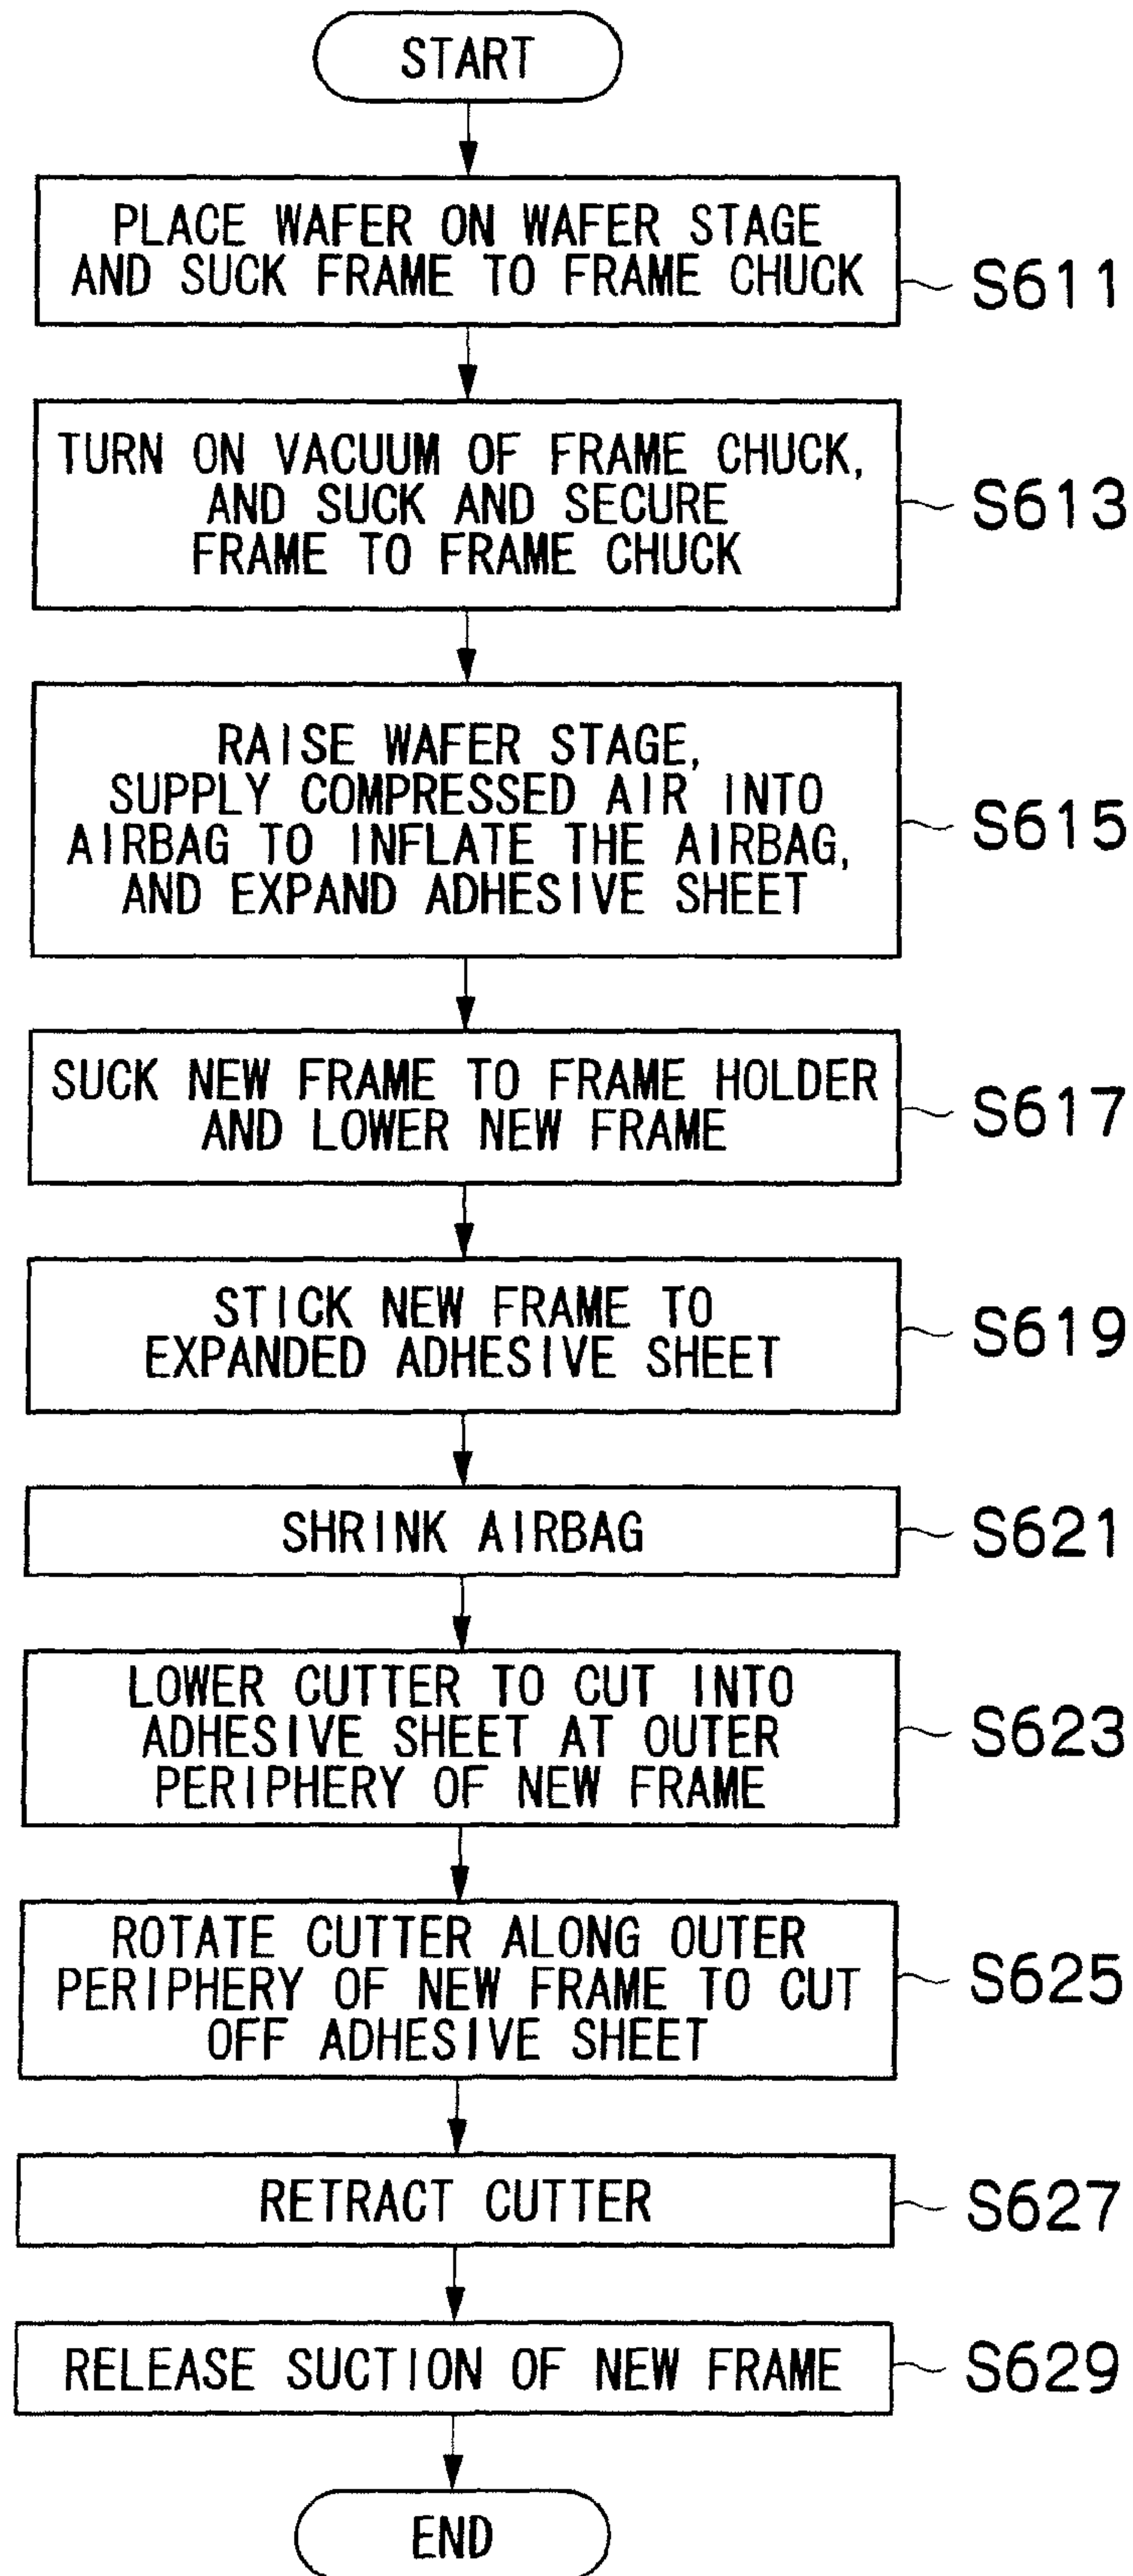 START
PLACE WAFER ON WAFER STAGE
AND SUCK FRAME TO FRAME CHUCK
S611
TURN ON VACUUM OF FRAME CHUCK,
AND SUCK AND SECURE
FRAME TO FRAME CHUCK
S613
RAISE WAFER STAGE,
SUPPLY COMPRESSED AIR INTO
AIRBAG TO INFLATE THE AIRBAG,
AND EXPAND ADHESIVE SHEET
S615
SUCK NEW FRAME TO FRAME HOLDER
AND LOWER NEW FRAME
S617
STICK NEW FRAME TO
EXPANDED ADHESIVE SHEET
S619
SHRINK AIRBAG
S621
LOWER CUTTER TO CUT INTO
ADHESIVE SHEET AT OUTER
PERIPHERY OF NEW FRAME
S623
ROTATE CUTTER ALONG OUTER
PERIPHERY OF NEW FRAME TO CUT
OFF ADHESIVE SHEET
S625
RETRACT CUTTER
S627
RELEASE SUCTION OF NEW FRAME
S629
END